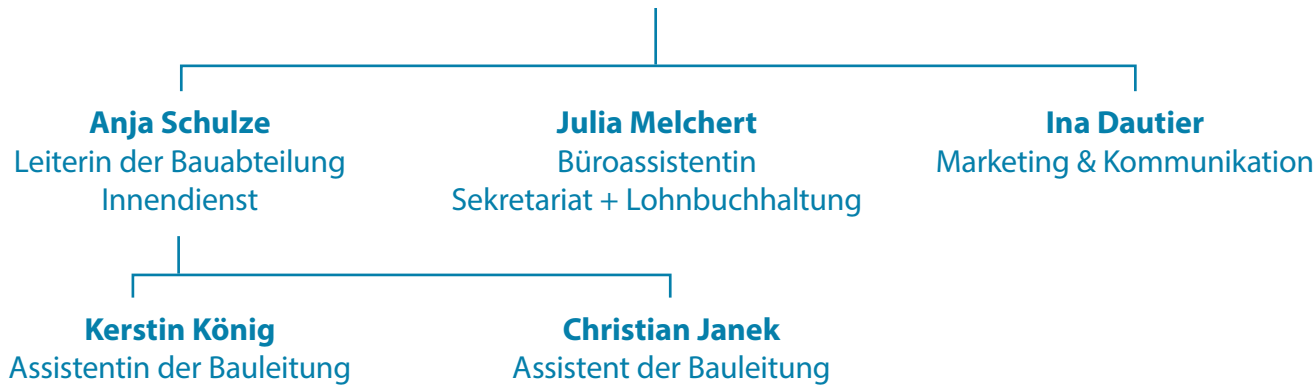 Anja Schulze
Leiterin der Bauabteilung
Innendienst
Julia Melchert
Büroassistentin
Sekretariat + Lohnbuchhaltung
Ina Dautier
Marketing & Kommunikation
Kerstin König
Assistentin der Bauleitung
Christian Janek
Assistent der Bauleitung